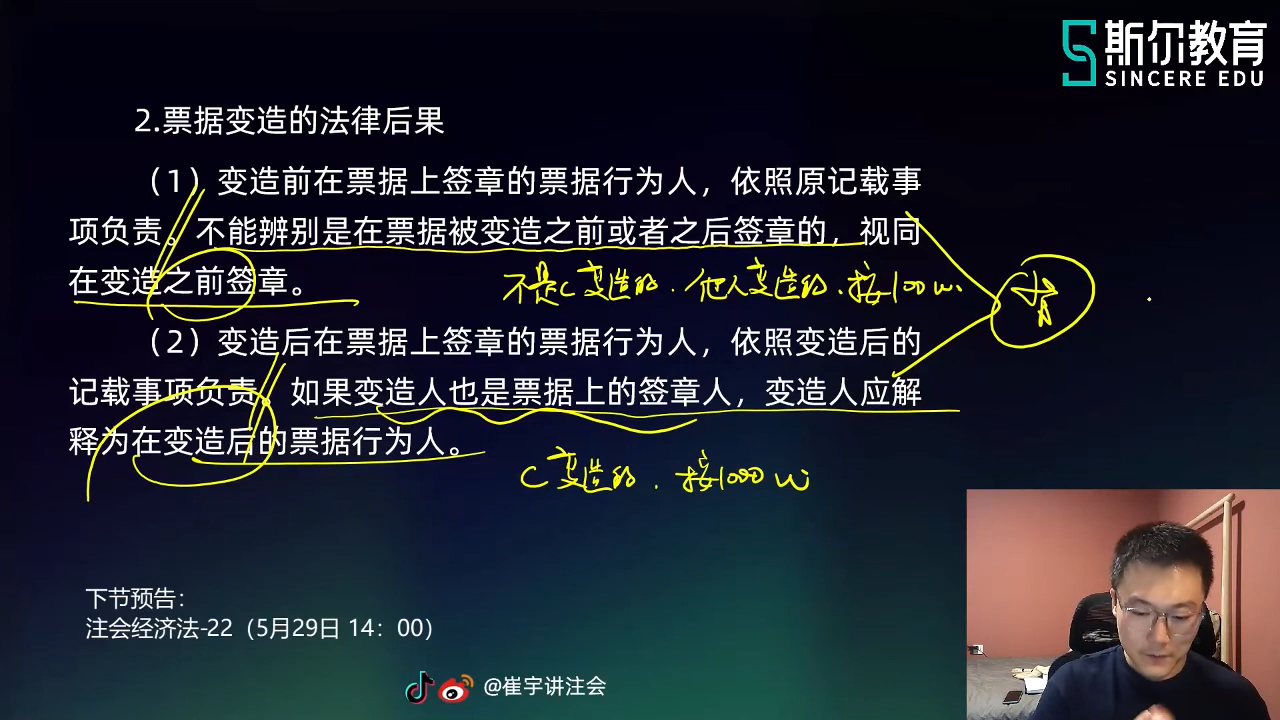 斯尔教育
SINCERE EDU
2.票据变造的法律后果
（1）变造前在票据上签章的票据行为人，依照原记载事
项负责。不能辨别是在票据被变造之前或者之后签章的，视同
在变造之前签章。
不是C变造的.他人变造的.按100w.
（2）变造后在票据上签章的票据行为人，依照变造后的
记载事项负责。如果变造人也是票据上的签章人，变造人应解
释为在变造后的票据行为人。
C变造的.按1000w
下节预告：
注会经济法-22（5月29日 14：00）
@崔宇讲注会